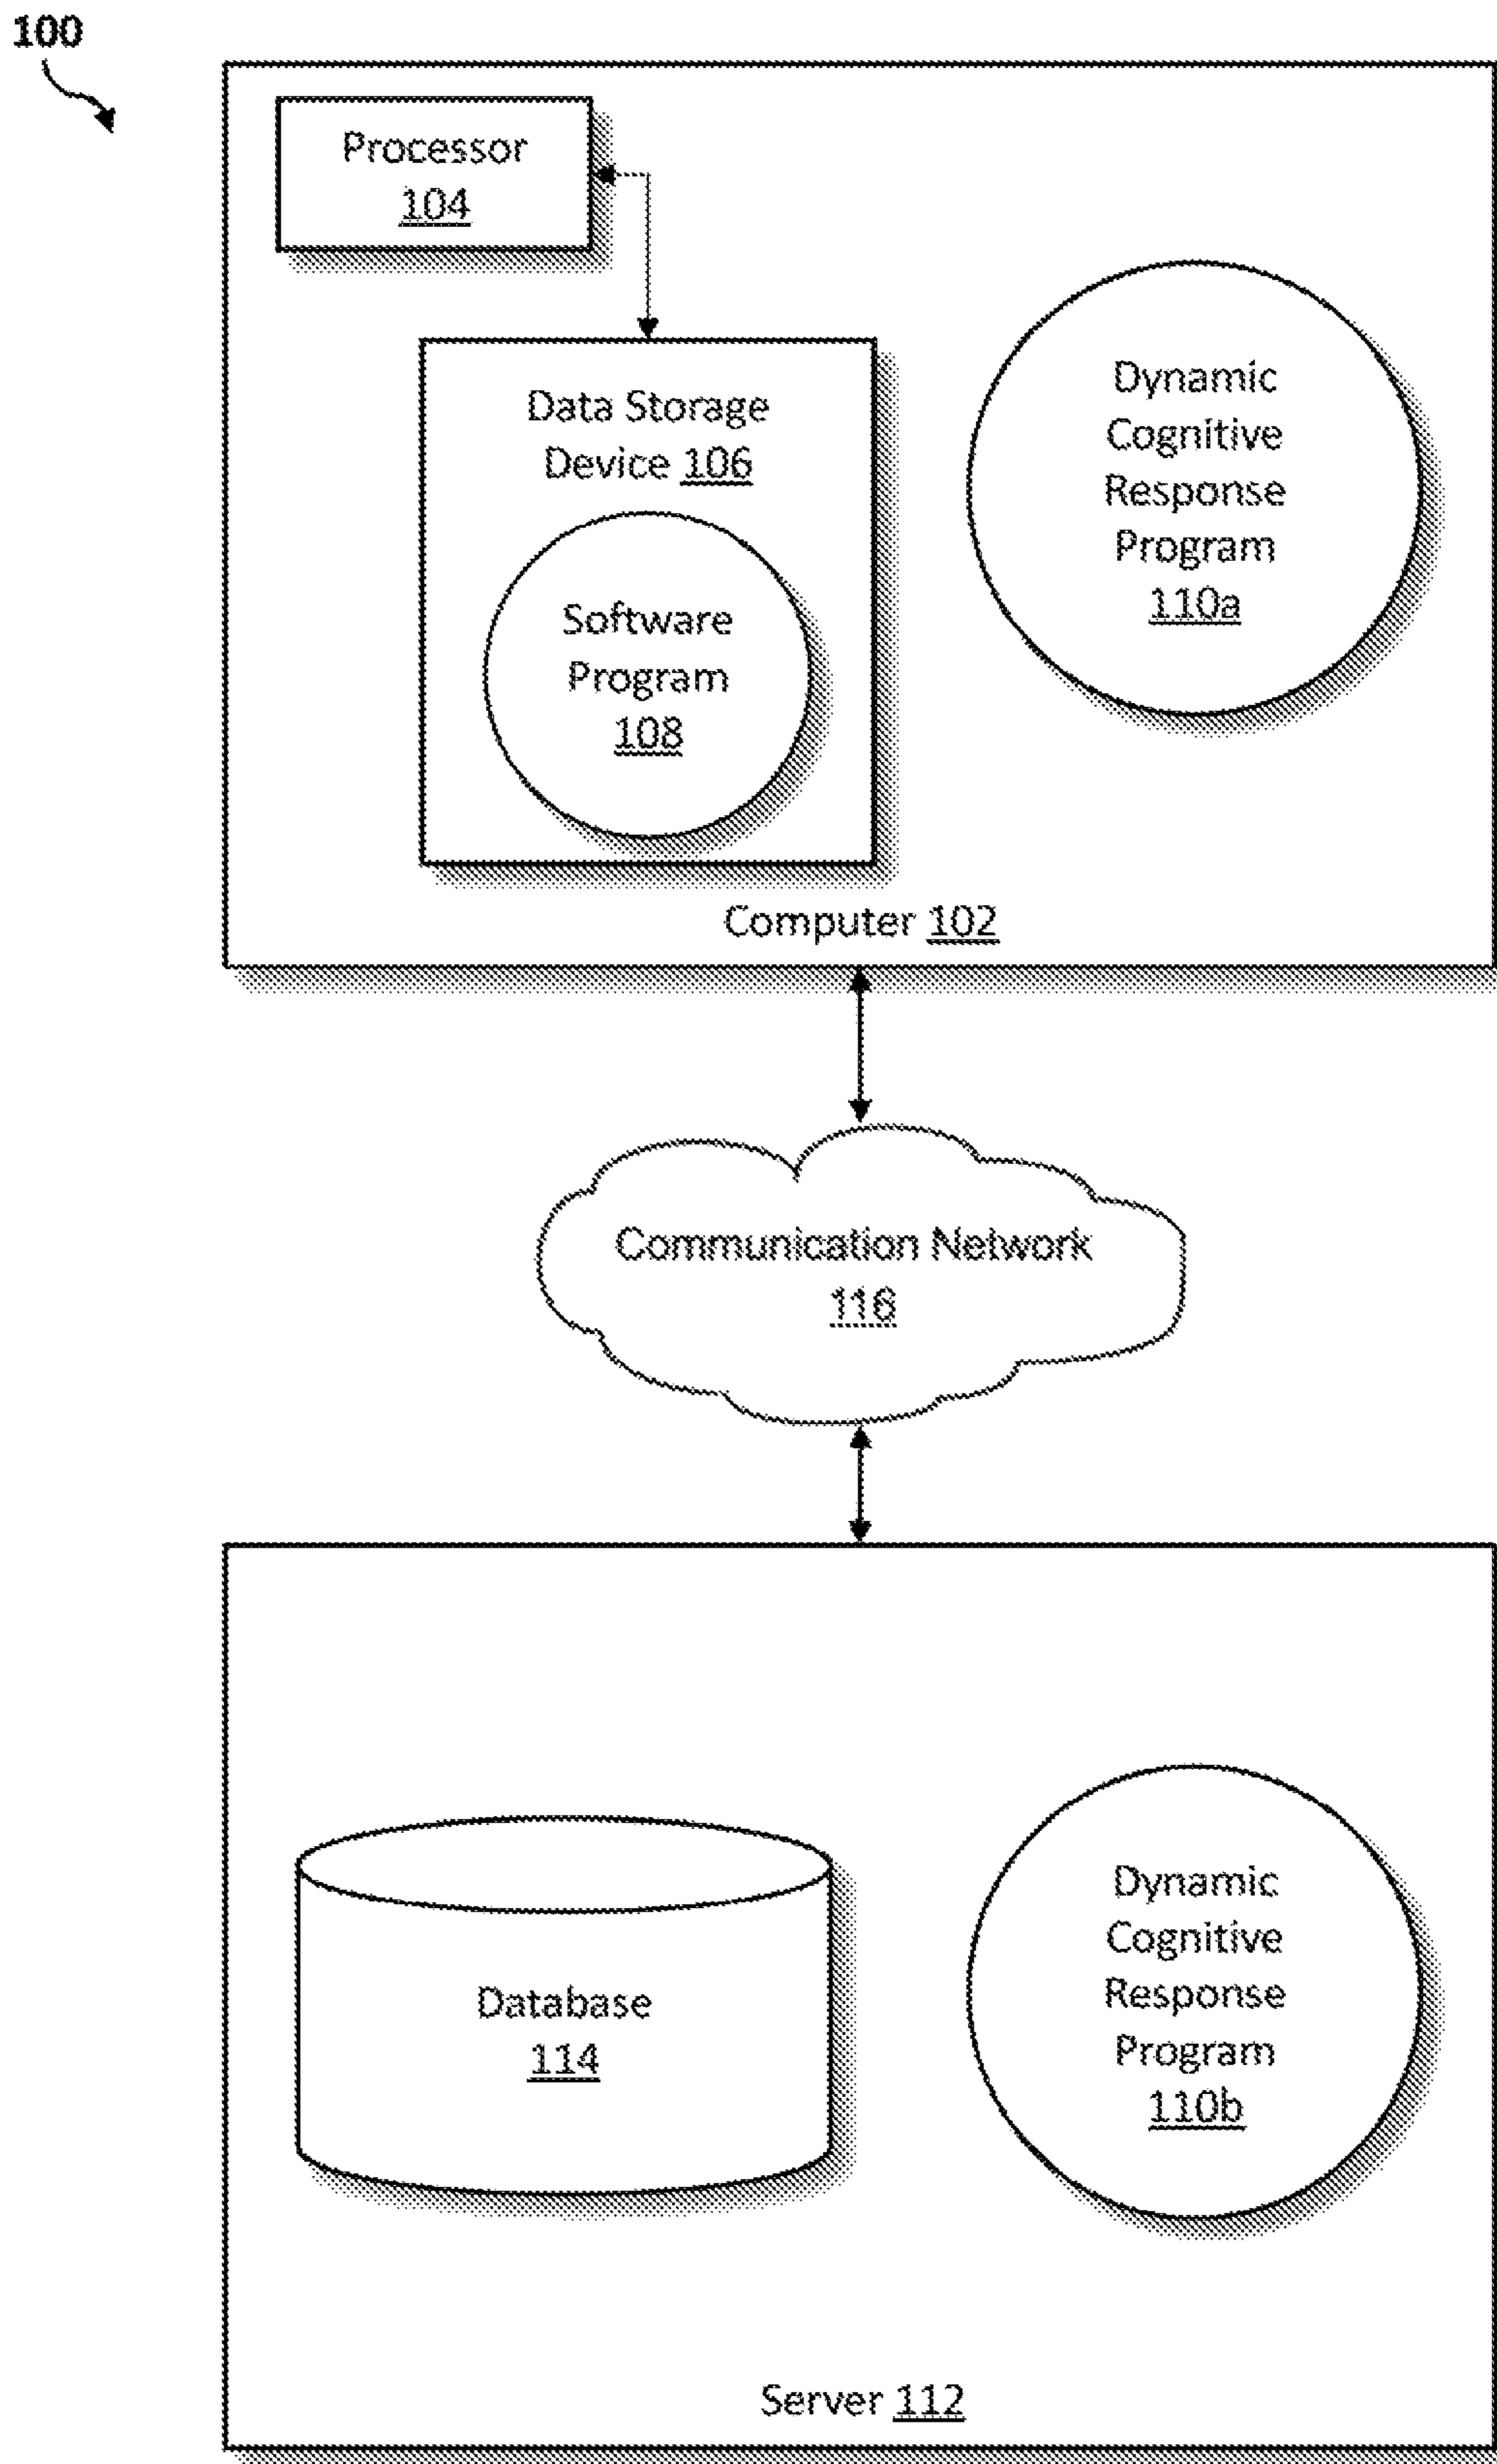 100
Processor
104
Data Storage
Device 106
Software
Program
108
Dynamic
Cognitive
Response
Program
110a
Computer 102
Communication Network
116
Database
114
Dynamic
Cognitive
Response
Program
110b
Server 112